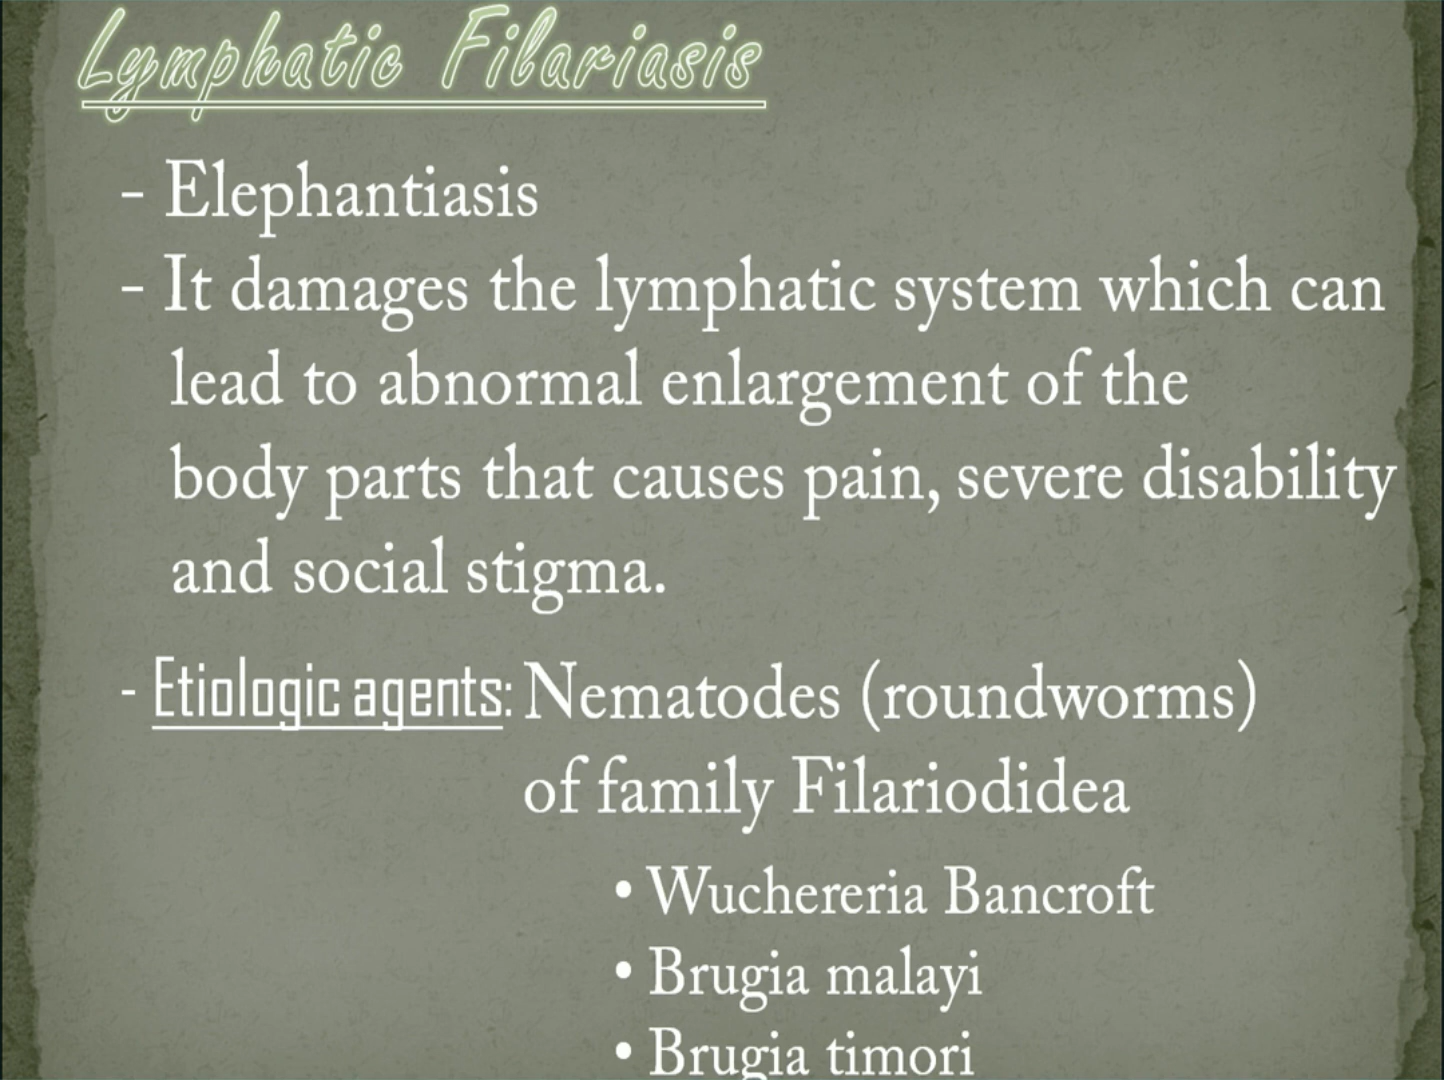 Lymphatic Filariasis
- Elephantiasis
- It damages the lymphatic system which can
lead to abnormal enlargement of the
body parts that causes pain, severe disability
and social stigma.
- Etiologic agents: Nematodes (roundworms)
of family Filariodidea
• Wuchereria Bancroft
• Brugia malayi
• Brugia timori